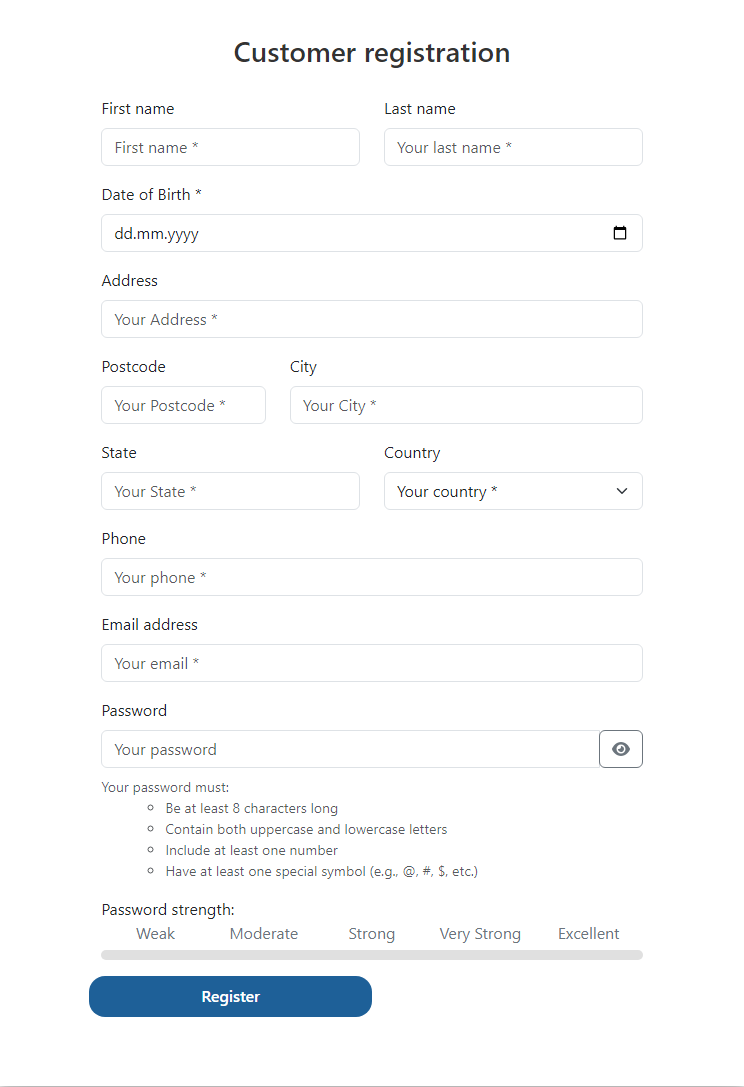 Customer registration
First name Last name
First name * Your last name *
Date of Birth *
dd.mm.yyyy
Address
Your Address *
Postcode City
Your Postcode * Your City *
State Country
Your State * Your country *
Phone
Your phone *
Email address
Your email *
Password
Your password
Your password must:
Be at least 8 characters long
Contain both uppercase and lowercase letters
Include at least one number
Have at least one special symbol (e.g., @, #, $, etc.)
Password strength:
Weak Moderate Strong Very Strong Excellent
Register